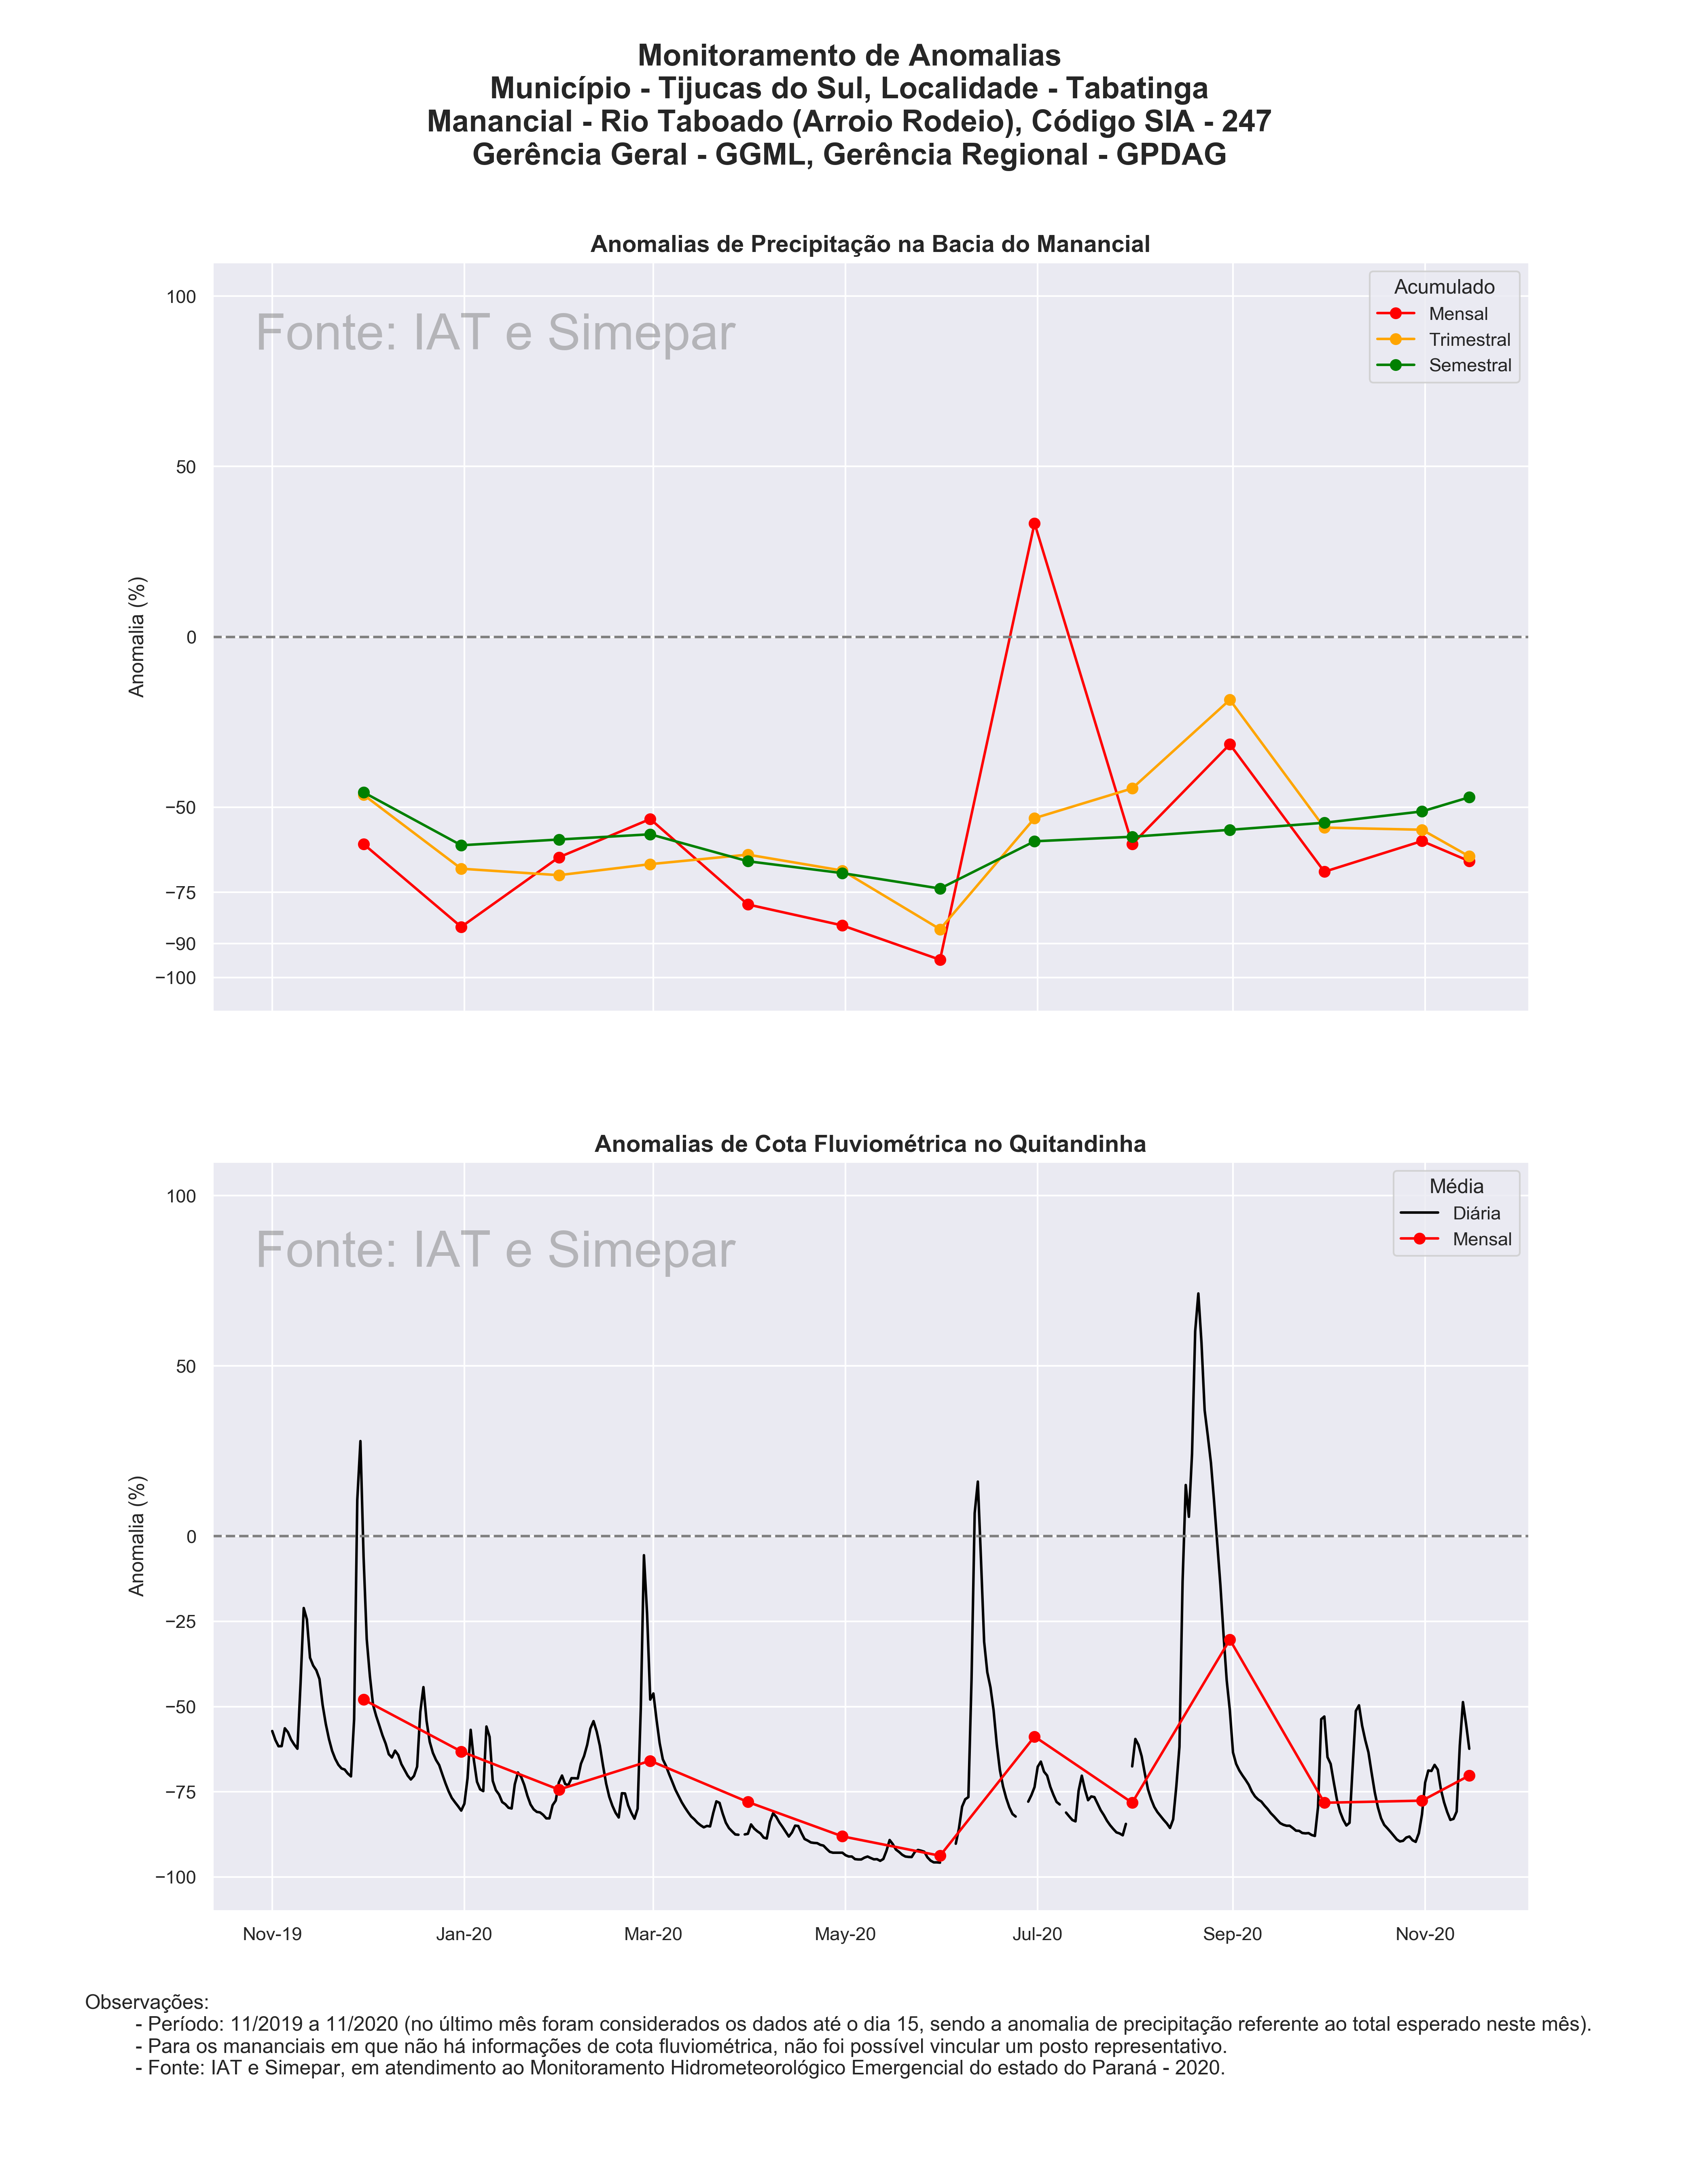 Monitoramento de Anomalias
Município - Tijucas do Sul, Localidade - Tabatinga
Manancial - Rio Taboado (Arroio Rodeio), Código SIA - 247
Gerência Geral - GGML, Gerência Regional - GPDAG
Anomalias de Precipitação na Bacia do Manancial
Fonte: IAT e Simepar
Acumulado
Mensal
Trimestral
Semestral
Anomalia (%)
100
50
0
−50
−75
−90
−100
Anomalias de Cota Fluviométrica no Quitandinha
Fonte: IAT e Simepar
Média
Diária
Mensal
Anomalia (%)
100
50
0
−25
−50
−75
−100
Nov-19 Jan-20 Mar-20 May-20 Jul-20 Sep-20 Nov-20
Observações:
- Período: 11/2019 a 11/2020 (no último mês foram considerados os dados até o dia 15, sendo a anomalia de precipitação referente ao total esperado neste mês).
- Para os mananciais em que não há informações de cota fluviométrica, não foi possível vincular um posto representativo.
- Fonte: IAT e Simepar, em atendimento ao Monitoramento Hidrometeorológico Emergencial do estado do Paraná - 2020.